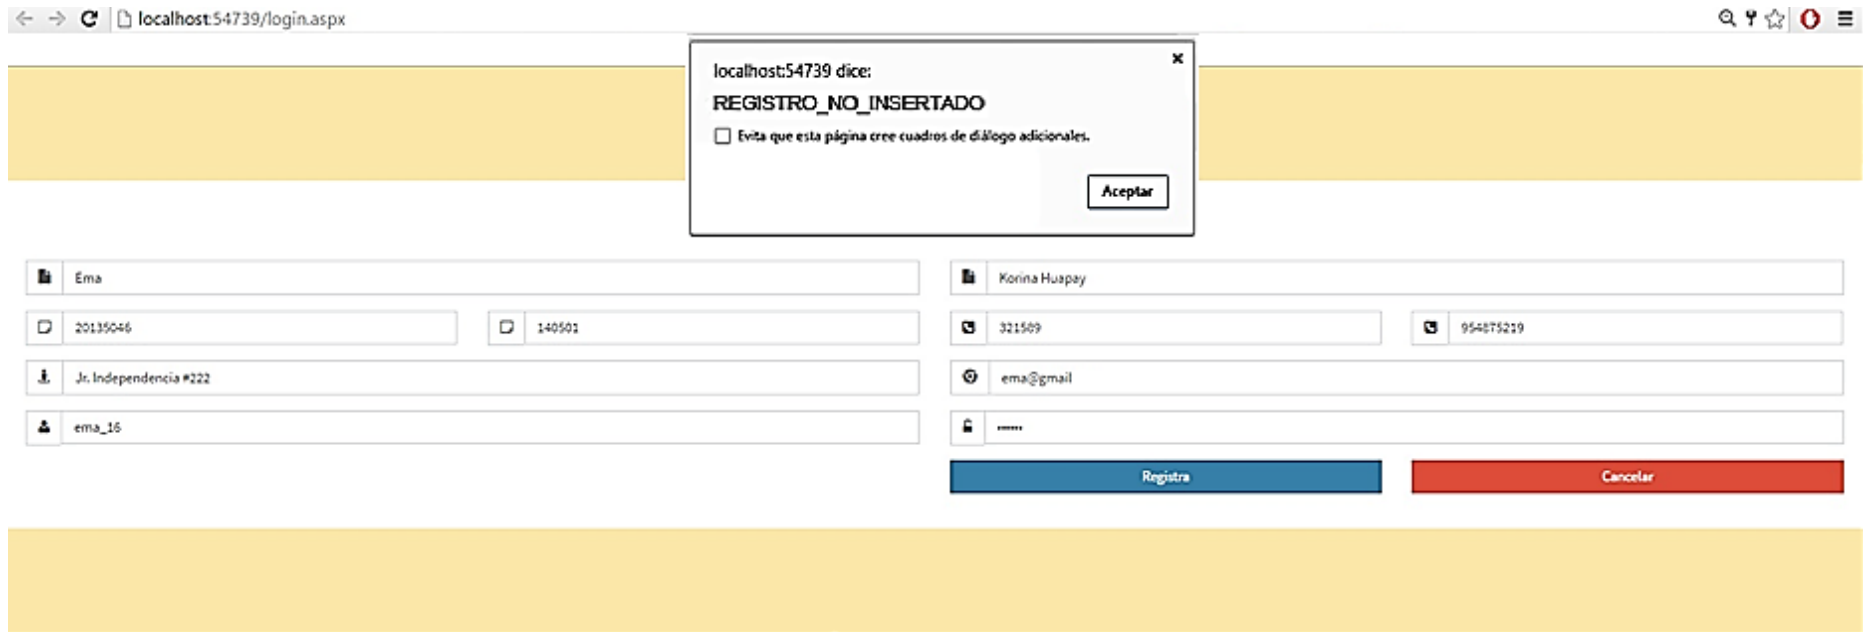 localhost:54739/login.aspx
localhost:54739 dice:
REGISTRO_NO_INSERTADO
Evita que esta página cree cuadros de diálogo adicionales.
Aceptar
Ema
Korina Huapay
20135046
140501
321589
954875219
Jr. Independencia #222
ema@gmail
ema_16
Registra
Cancelar